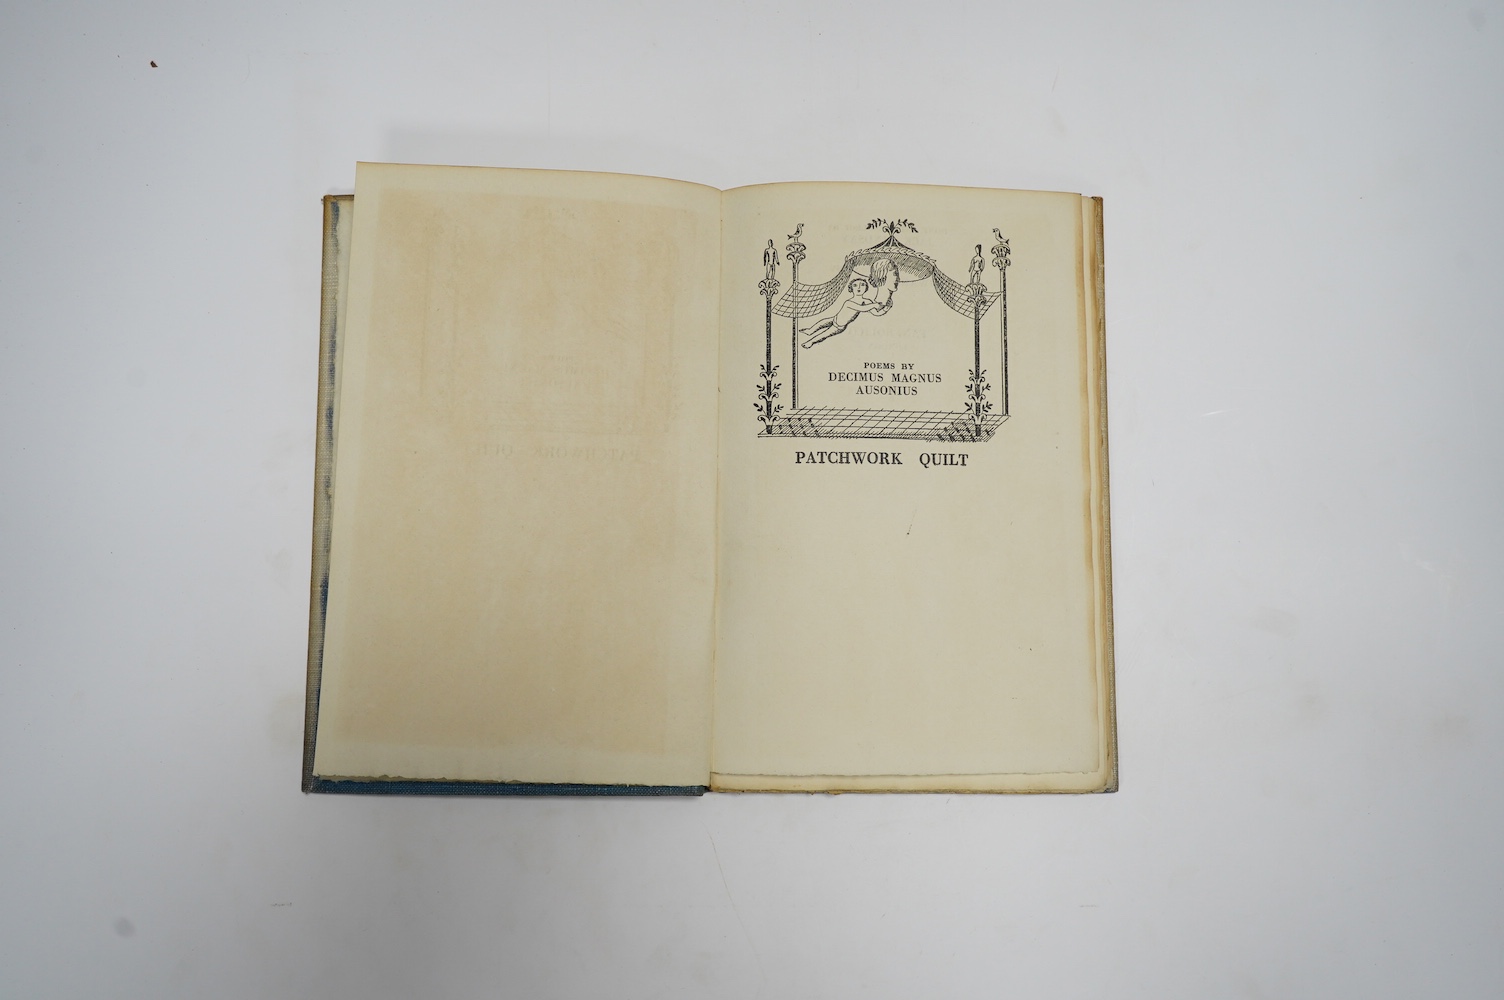 POEMS BY
DECIMUS MAGNUS
AUSONIUS
PATCHWORK QUILT